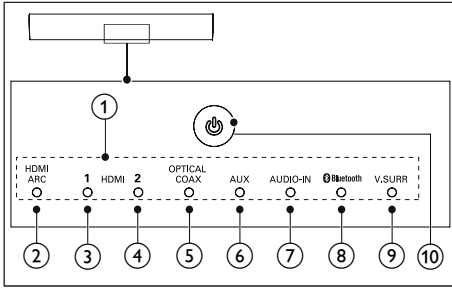 1
HDMI ARC
1 HDMI 2
OPTICAL COAX
AUX
AUDIO-IN
Bluetooth
V.SURR
2 3 4 5 6 7 8 9 10